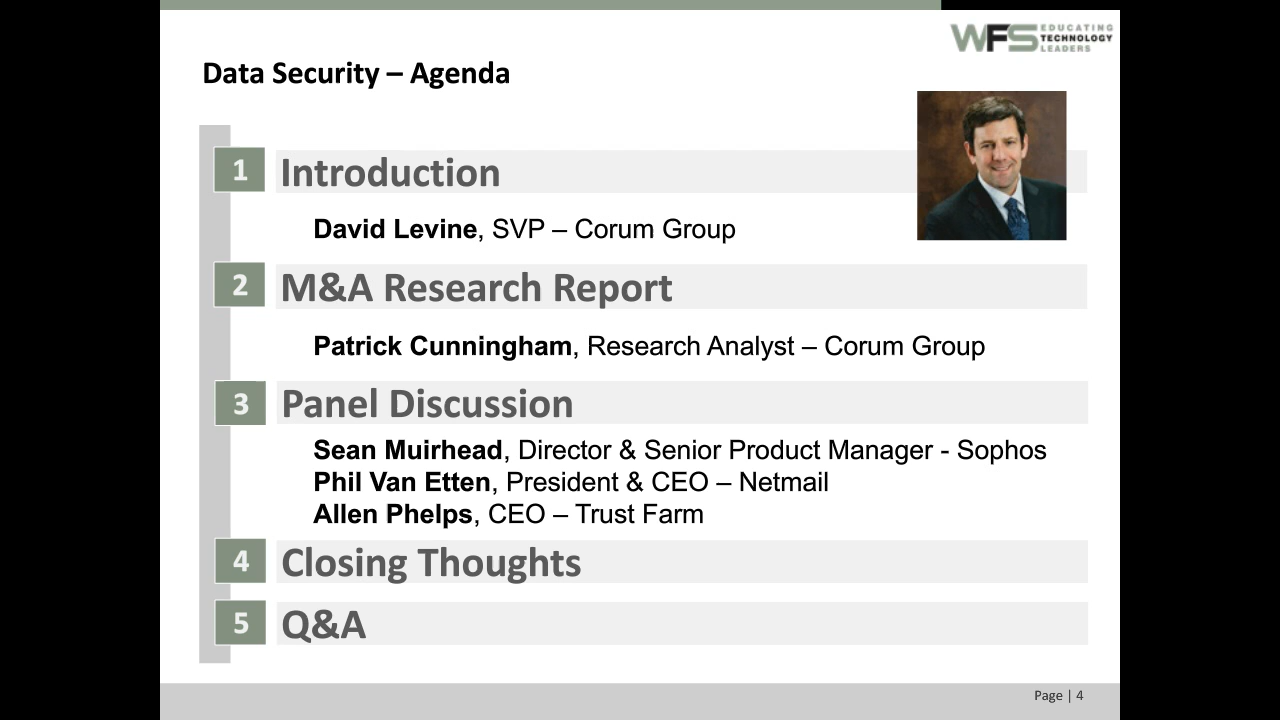 WFS EDUCATING
TECHNOLOGY
LEADERS
Data Security – Agenda
1 Introduction
David Levine, SVP – Corum Group
2 M&A Research Report
Patrick Cunningham, Research Analyst – Corum Group
3 Panel Discussion
Sean Muirhead, Director & Senior Product Manager - Sophos
Phil Van Etten, President & CEO – Netmail
Allen Phelps, CEO – Trust Farm
4 Closing Thoughts
5 Q&A
Page | 4